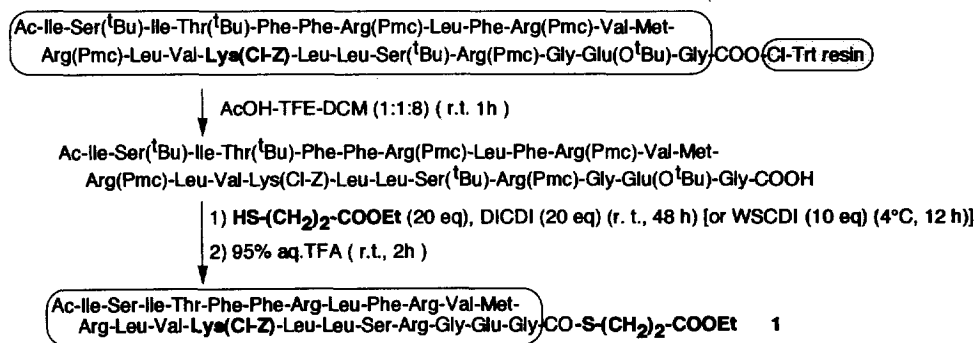 Ac-Ile-Ser(tBu)-Ile-Thr(tBu)-Phe-Phe-Arg(Pmc)-Leu-Phe-Arg(Pmc)-Val-Met-
Arg(Pmc)-Leu-Val-Lys(Cl-Z)-Leu-Leu-Ser(tBu)-Arg(Pmc)-Gly-Glu(OtBu)-Gly-COO-Cl-Trt resin
AcOH-TFE-DCM (1:1:8) ( r.t. 1h )
Ac-Ile-Ser(tBu)-Ile-Thr(tBu)-Phe-Phe-Arg(Pmc)-Leu-Phe-Arg(Pmc)-Val-Met-
Arg(Pmc)-Leu-Val-Lys(Cl-Z)-Leu-Leu-Ser(tBu)-Arg(Pmc)-Gly-Glu(OtBu)-Gly-COOH
1) HS-(CH2)2-COOEt (20 eq), DICDI (20 eq) (r. t., 48 h) [or WSCDI (10 eq) (4°C, 12 h)]
2) 95% aq.TFA ( r.t., 2h )
Ac-Ile-Ser-Ile-Thr-Phe-Phe-Arg-Leu-Phe-Arg-Val-Met-
Arg-Leu-Val-Lys(Cl-Z)-Leu-Leu-Ser-Arg-Gly-Glu-Gly-CO-S-(CH2)2-COOEt 1